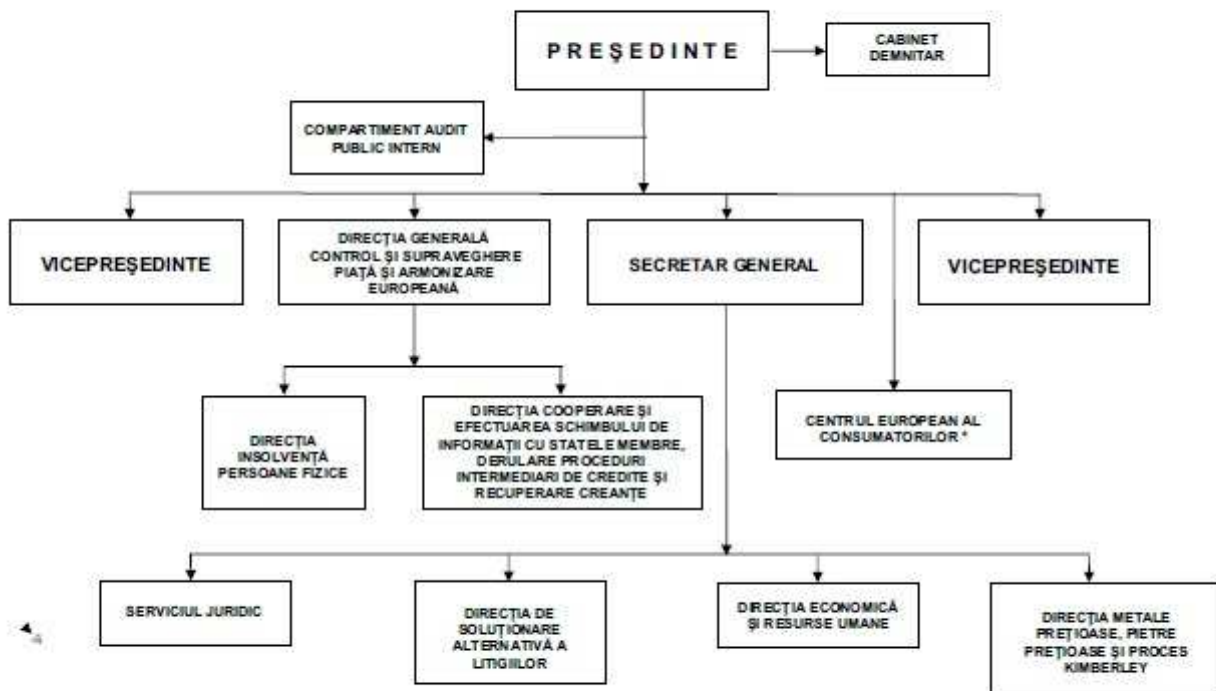 PREŞEDINTE
CABINET
DEMNITAR
COMPARTIMENT AUDIT
PUBLIC INTERN
VICEPREŞEDINTE
DIRECŢIA GENERALĂ
CONTROL ŞI SUPRAVEGHERE
PIAŢĂ ŞI ARMONIZARE
EUROPEANĂ
SECRETAR GENERAL
VICEPREŞEDINTE
DIRECŢIA
INSOLVENŢĂ
PERSOANE FIZICE
DIRECŢIA COOPERARE ŞI
EFECTUAREA SCHIMBULUI DE
INFORMAŢII CU STATELE MEMBRE,
DERULARE PROCEDURI
INTERMEDIARI DE CREDITE ŞI
RECUPERARE CREANŢE
CENTRUL EUROPEAN AL
CONSUMATORILOR *
SERVICIUL JURIDIC
DIRECŢIA DE
SOLUŢIONARE
ALTERNATIVĂ A
LITIGIILOR
DIRECŢIA ECONOMICĂ
ŞI RESURSE UMANE
DIRECŢIA METALE
PREŢIOASE, PIETRE
PREŢIOASE ŞI PROCES
KIMBERLEY